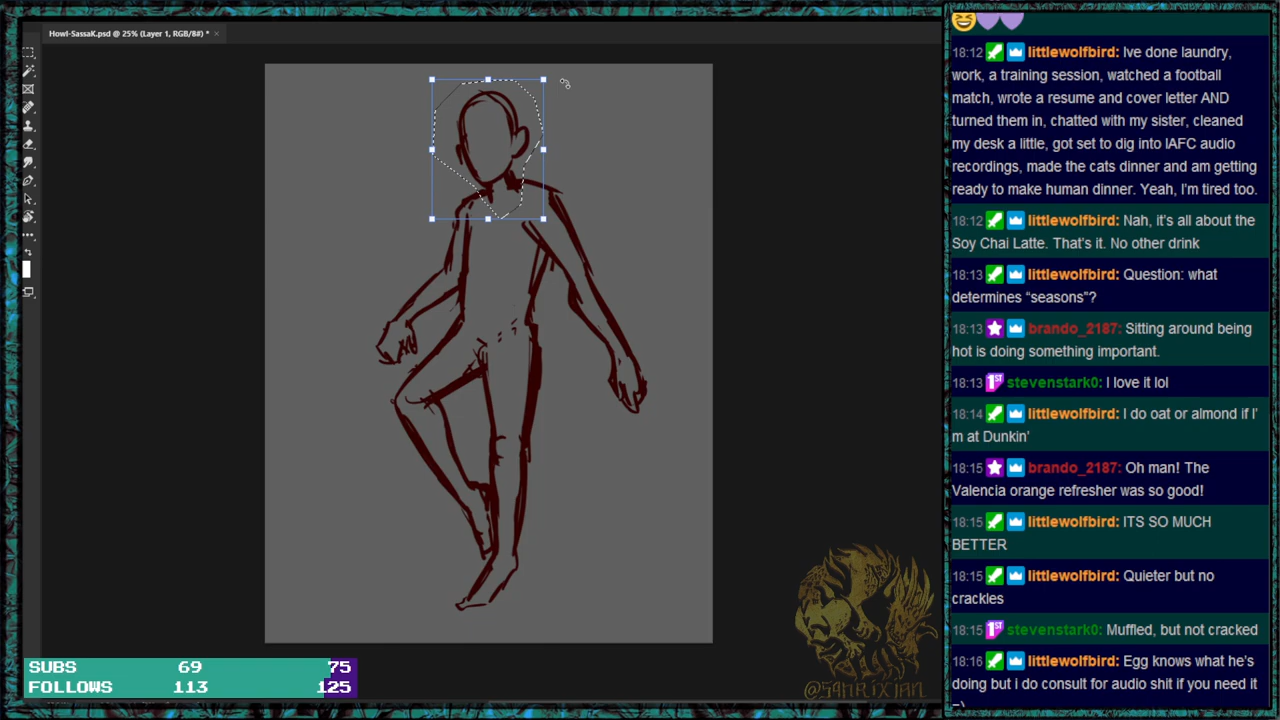 Howl-SassaK.psd @ 25% (Layer 1, RGB/8#) * ×
18:12 littlewolfbird: Ive done laundry,
work, a training session, watched a football
match, wrote a resume and cover letter AND
turned them in, chatted with my sister, cleaned
my desk a little, got set to dig into IAFC audio
recordings, made the cats dinner and am getting
ready to make human dinner. Yeah, I'm tired too.
18:12 littlewolfbird: Nah, it's all about the
Soy Chai Latte. That's it. No other drink
18:13 littlewolfbird: Question: what
determines “seasons”?
18:13 brando_2187: Sitting around being
hot is doing something important.
18:13 stevenstark0: I love it lol
18:14 littlewolfbird: I do oat or almond if I'
m at Dunkin'
18:15 brando_2187: Oh man! The
Valencia orange refresher was so good!
18:15 littlewolfbird: ITS SO MUCH
BETTER
18:15 littlewolfbird: Quieter but no
crackles
18:15 stevenstark0: Muffled, but not cracked
18:16 littlewolfbird: Egg knows what he's
doing but i do consult for audio shit if you need it
SUBS 69 75
FOLLOWS 113 125